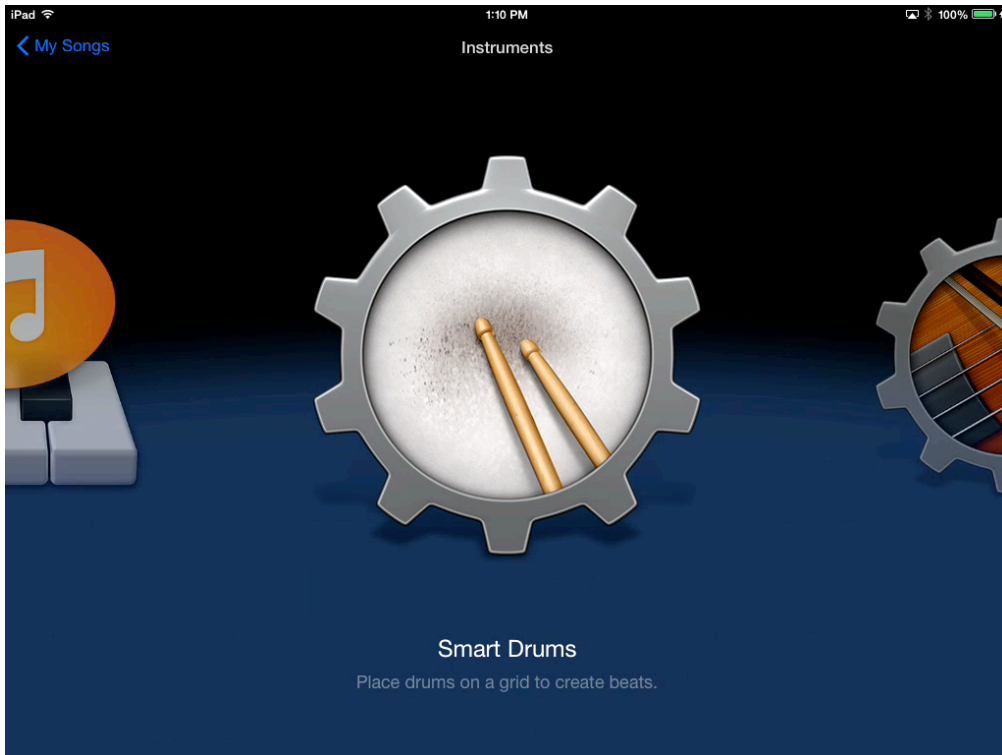 iPad 1:10 PM 100%
My Songs Instruments
Smart Drums
Place drums on a grid to create beats.